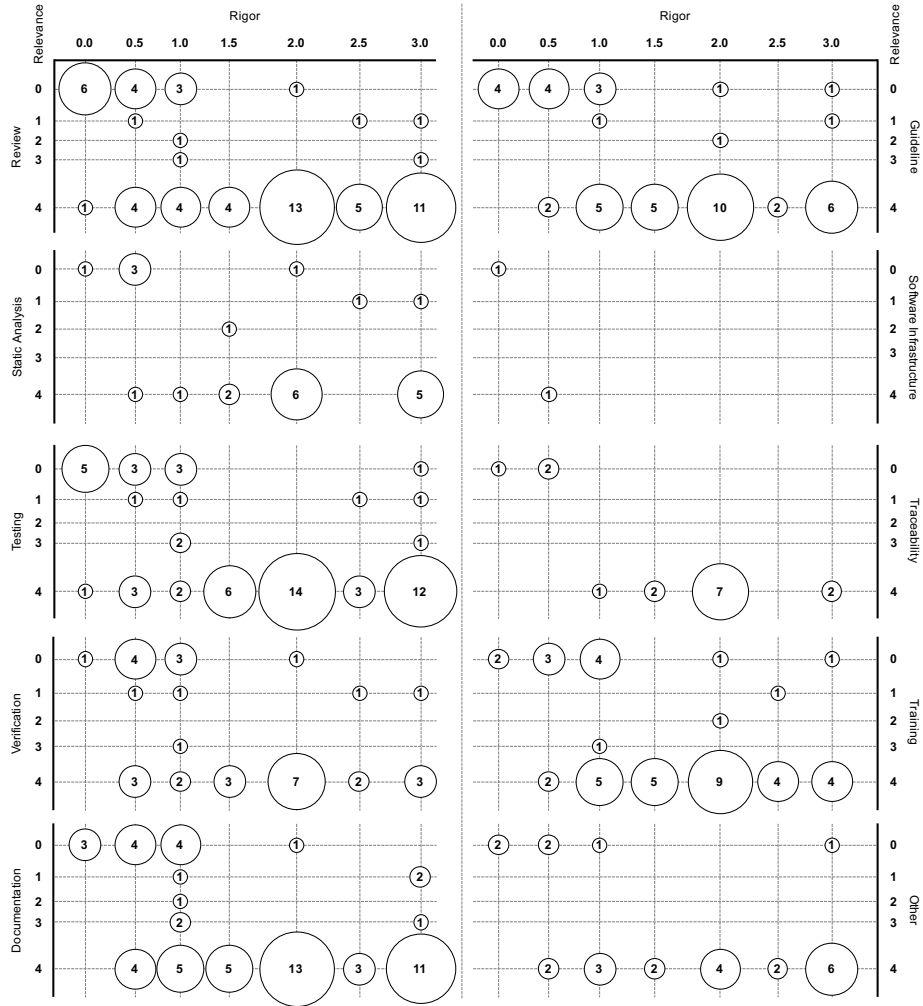 Rigor Rigor
Relevance 0.0 0.5 1.0 1.5 2.0 2.5 3.0 0.0 0.5 1.0 1.5 2.0 2.5 3.0 Relevance
0 6 4 3 1 4 4 3 1 1 0
1 1 1 1 1 1 1
2 1 1 2
Review Guideline
3 1 1 3
4 1 4 4 4 13 5 11 2 5 5 10 2 6 4
0 1 3 1 1 0
1 1 1 1
Static Analysis Software Infrastructure
2 1 2
3 3
4 1 1 2 6 5 1 4
0 5 3 3 1 1 2 0
1 1 1 1 1 1
Testing Traceability
2 2
3 2 1 3
4 1 3 2 6 14 3 12 1 2 7 2 4
0 1 4 3 1 2 3 4 1 1 0
1 1 1 1 1 1 1
Verification Training
2 1 2
3 1 1 3
4 3 2 3 7 2 3 2 5 5 9 4 4 4
0 3 4 4 1 2 2 1 1 0
1 1 2 1
Documentation Other
2 1 2
3 2 1 3
4 4 5 5 13 3 11 2 3 2 4 2 6 4